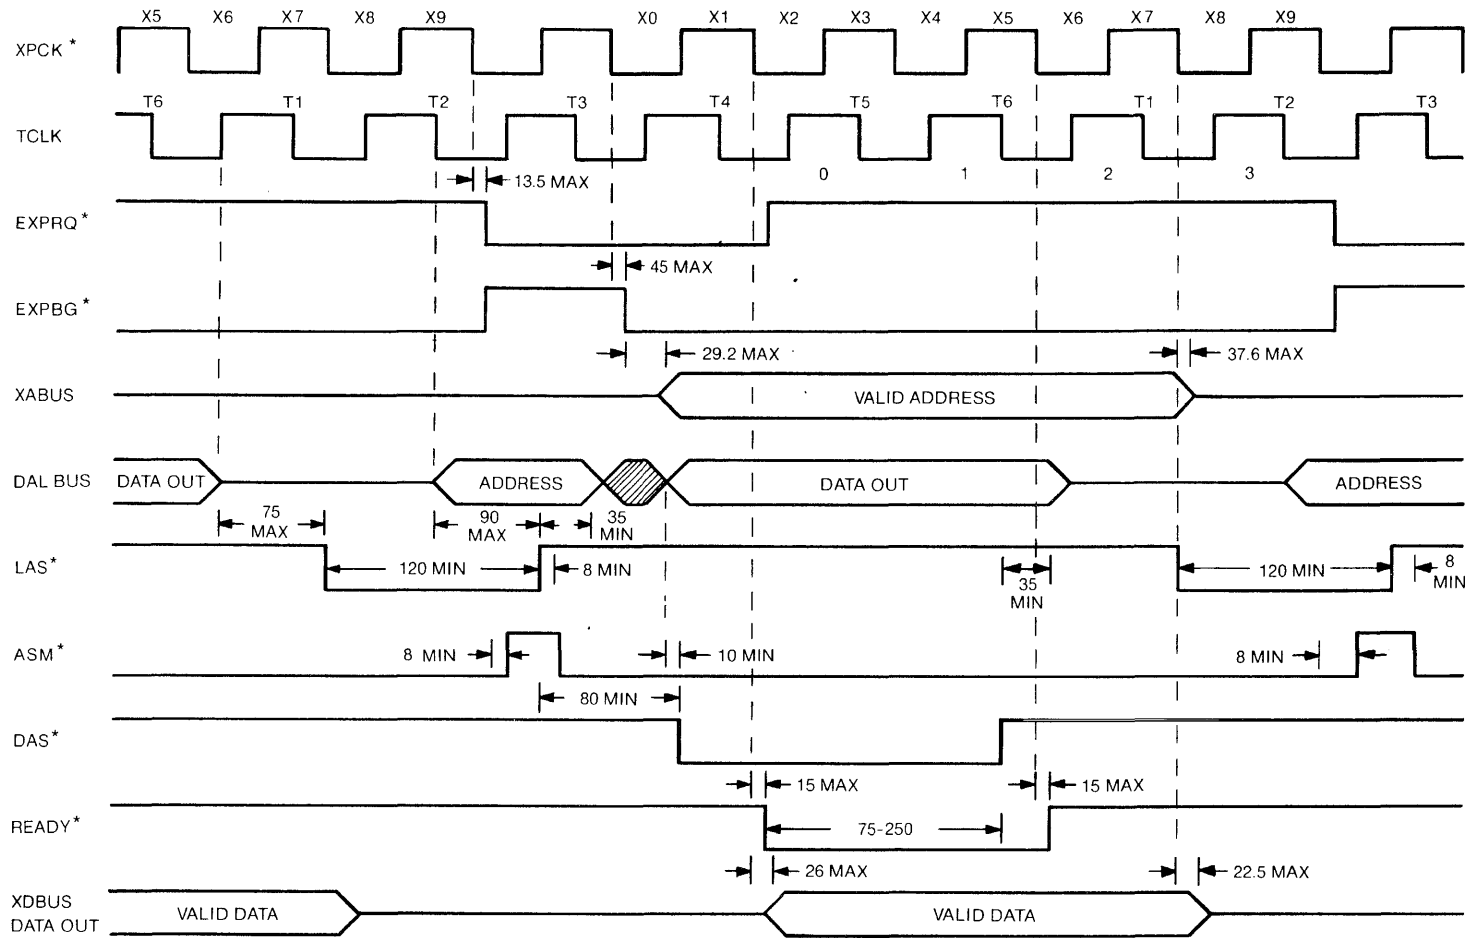 X5 X6 X7 X8 X9 X0 X1 X2 X3 X4 X5 X6 X7 X8 X9
XPCK *
T6 T1 T2 T3 T4 T5 T6 T1 T2 T3
TCLK
0 1 2 3
13.5 MAX
EXPRQ *
45 MAX
EXPBG *
29.2 MAX 37.6 MAX
XABUS VALID ADDRESS
DAL BUS DATA OUT ADDRESS DATA OUT ADDRESS
75 MAX 90 MAX 35 MIN
LAS * 120 MIN 8 MIN 35 MIN 120 MIN 8 MIN
ASM * 8 MIN 10 MIN 8 MIN
80 MIN
DAS *
15 MAX 15 MAX
READY * 75-250
26 MAX 22.5 MAX
XDBUS
DATA OUT VALID DATA VALID DATA